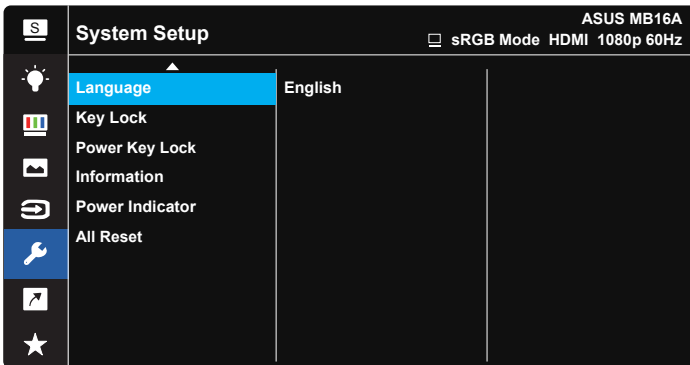 S
System Setup
ASUS MB16A
sRGB Mode HDMI 1080p 60Hz
Language English
Key Lock
Power Key Lock
Information
Power Indicator
All Reset